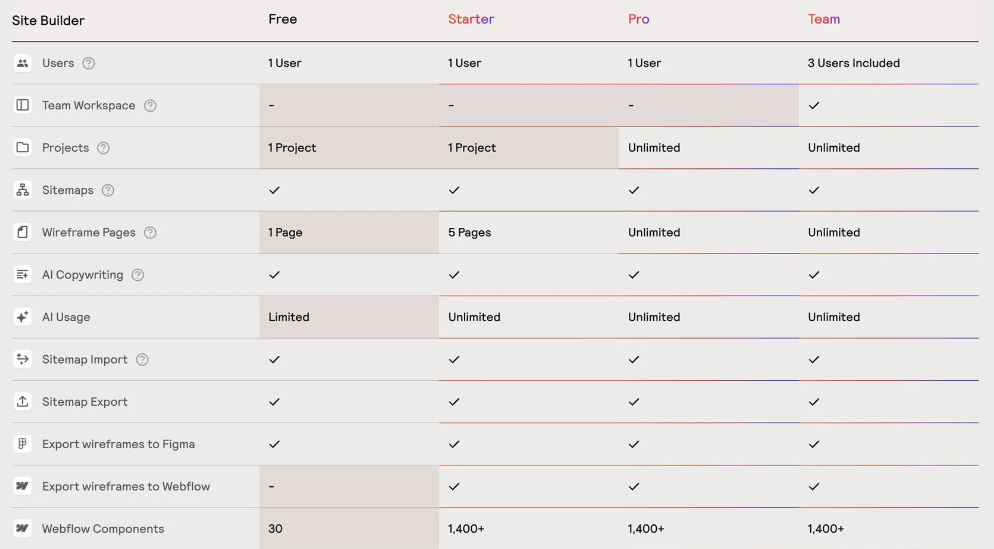 Site Builder Free Starter Pro Team
Users 1 User 1 User 1 User 3 Users Included
Team Workspace - - -
Projects 1 Project 1 Project Unlimited Unlimited
Sitemaps
Wireframe Pages 1 Page 5 Pages Unlimited Unlimited
AI Copywriting
AI Usage Limited Unlimited Unlimited Unlimited
Sitemap Import
Sitemap Export
Export wireframes to Figma
Export wireframes to Webflow -
Webflow Components 30 1,400+ 1,400+ 1,400+